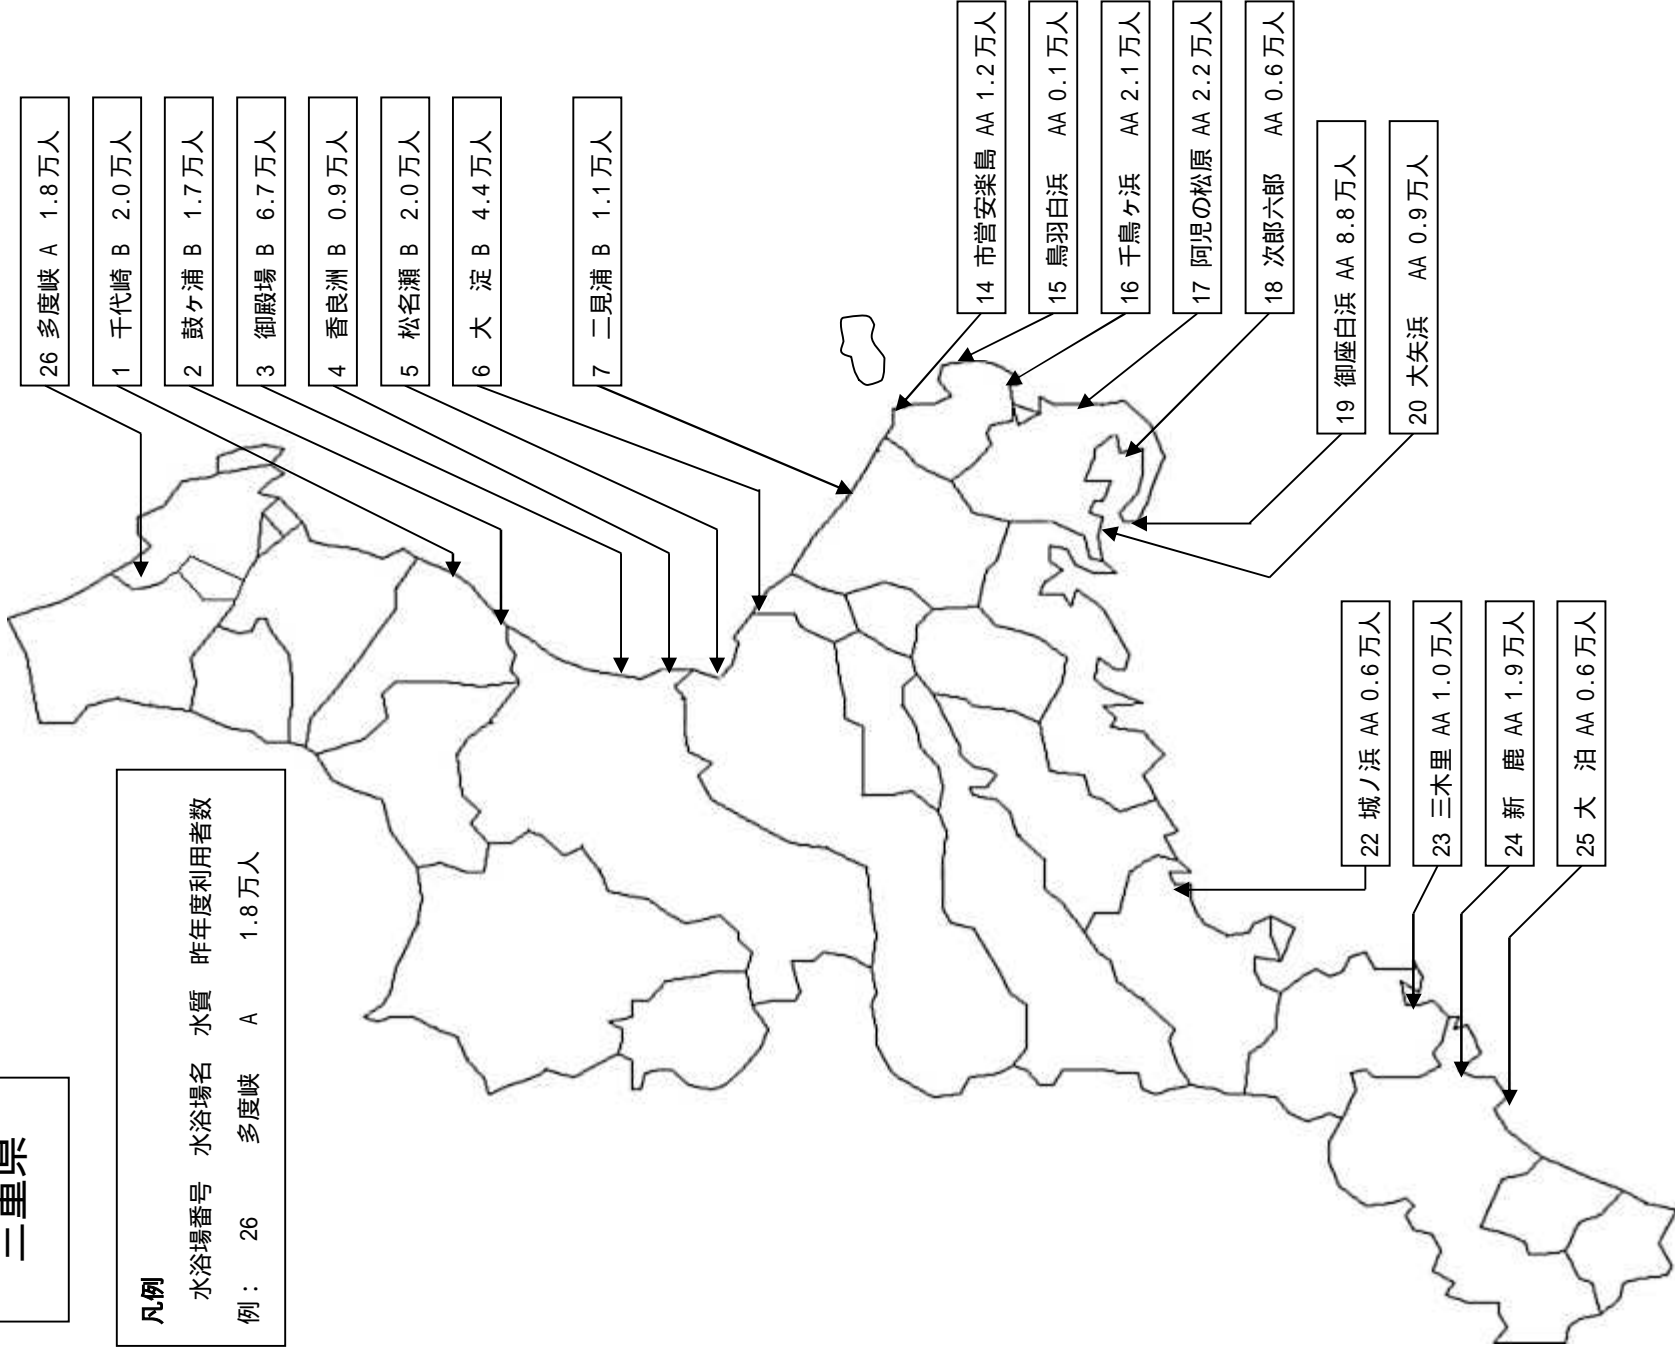 三重県
凡例
水浴場番号 水浴場名 水質 昨年度利用者数
例： 26 多度峡 A 1.8万人
26 多度峡 A 1.8万人
1 千代崎 B 2.0万人
2 鼓ヶ浦 B 1.7万人
3 御殿場 B 6.7万人
4 香良洲 B 0.9万人
5 松名瀬 B 2.0万人
6 大 淀 B 4.4万人
7 二見浦 B 1.1万人
14 市営安楽島 AA 1.2万人
15 鳥羽白浜 AA 0.1万人
16 千鳥ヶ浜 AA 2.1万人
17 阿児の松原 AA 2.2万人
18 次郎六郎 AA 0.6万人
19 御座白浜 AA 8.8万人
20 大矢浜 AA 0.9万人
22 城ノ浜 AA 0.6万人
23 三木里 AA 1.0万人
24 新 鹿 AA 1.9万人
25 大 泊 AA 0.6万人